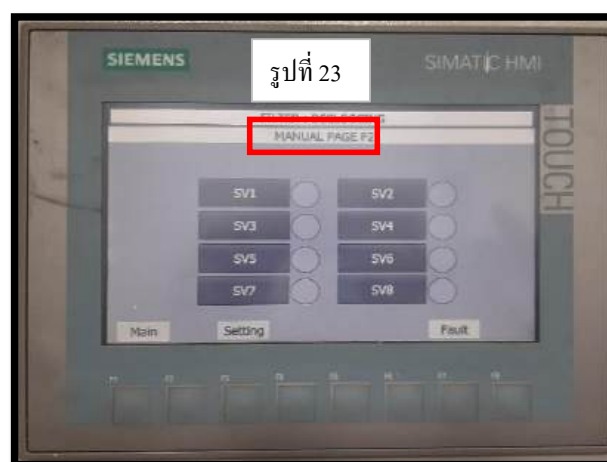 SIEMENS
รูปที่ 23
SIMATIC HMI
TOUCH
MANUAL PAGE F2
SV1
SV2
SV3
SV4
SV5
SV6
SV7
SV8
Main
Setting
Fault